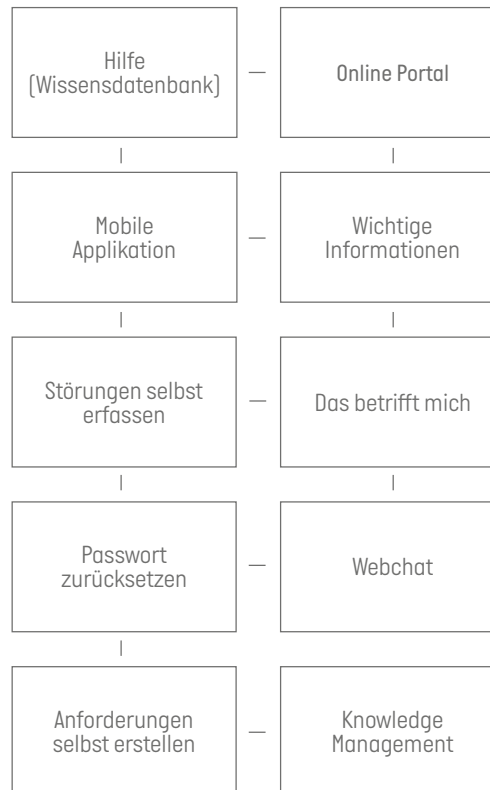 Hilfe
(Wissensdatenbank)
Online Portal
Mobile
Applikation
Wichtige
Informationen
Störungen selbst
erfassen
Das betrifft mich
Passwort
zurücksetzen
Webchat
Anforderungen
selbst erstellen
Knowledge
Management